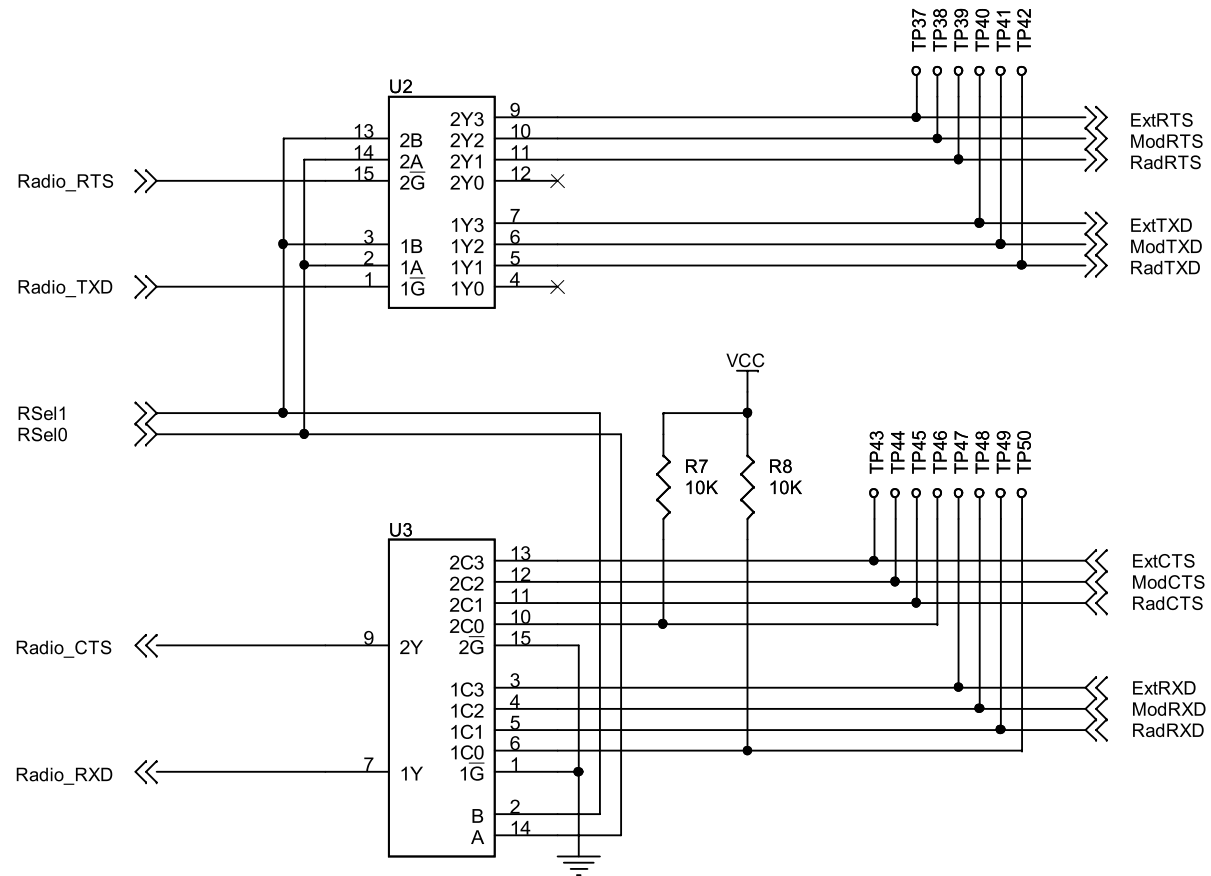 TP37 TP38 TP39 TP40 TP41 TP42
U2
2Y3 9 ExtRTS
13 2B 2Y2 10 ModRTS
14 2A 2Y1 11 RadRTS
Radio_RTS 15 2G 2Y0 12
1Y3 7 ExtTXD
3 1B 1Y2 6 ModTXD
2 1A 1Y1 5 RadTXD
Radio_TXD 1 1G 1Y0 4
VCC
RSel1
RSel0
TP43 TP44 TP45 TP46 TP47 TP48 TP49 TP50
R7 R8
10K 10K
U3
2C3 13 ExtCTS
2C2 12 ModCTS
2C1 11 RadCTS
2C0 10
Radio_CTS 9 2Y 2G 15
1C3 3 ExtRXD
1C2 4 ModRXD
1C1 5 RadRXD
1C0 6
Radio_RXD 7 1Y 1G 1
B 2
A 14